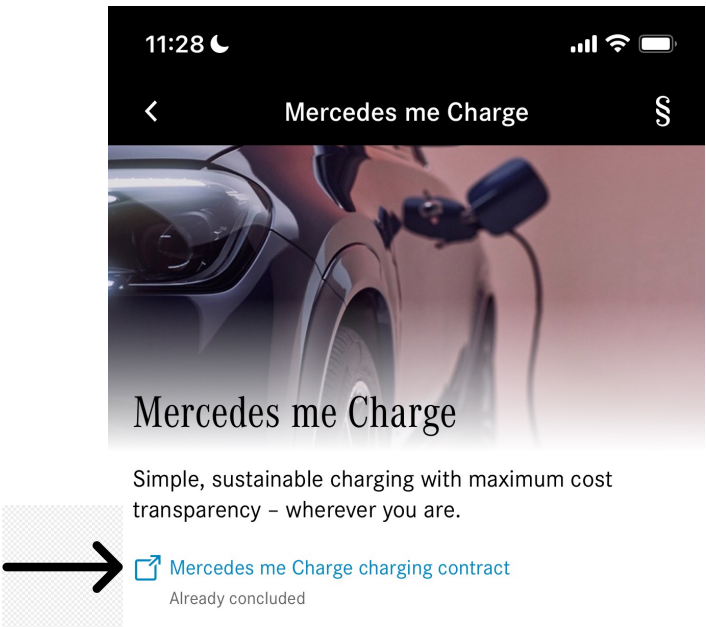 11:28
Mercedes me Charge
§
Mercedes me Charge
Simple, sustainable charging with maximum cost
transparency – wherever you are.
Mercedes me Charge charging contract
Already concluded